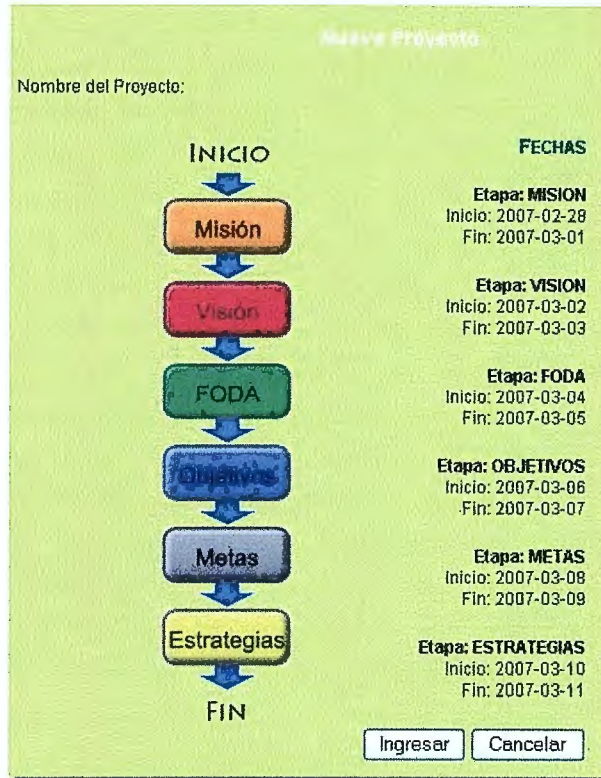 Nuevo Proyecto
Nombre del Proyecto:
INICIO
Misión
Visión
FODA
Objetivos
Metas
Estrategias
FIN
FECHAS
Etapa: MISION
Inicio: 2007-02-28
Fin: 2007-03-01
Etapa: VISION
Inicio: 2007-03-02
Fin: 2007-03-03
Etapa: FODA
Inicio: 2007-03-04
Fin: 2007-03-05
Etapa: OBJETIVOS
Inicio: 2007-03-06
Fin: 2007-03-07
Etapa: METAS
Inicio: 2007-03-08
Fin: 2007-03-09
Etapa: ESTRATEGIAS
Inicio: 2007-03-10
Fin: 2007-03-11
Ingresar
Cancelar